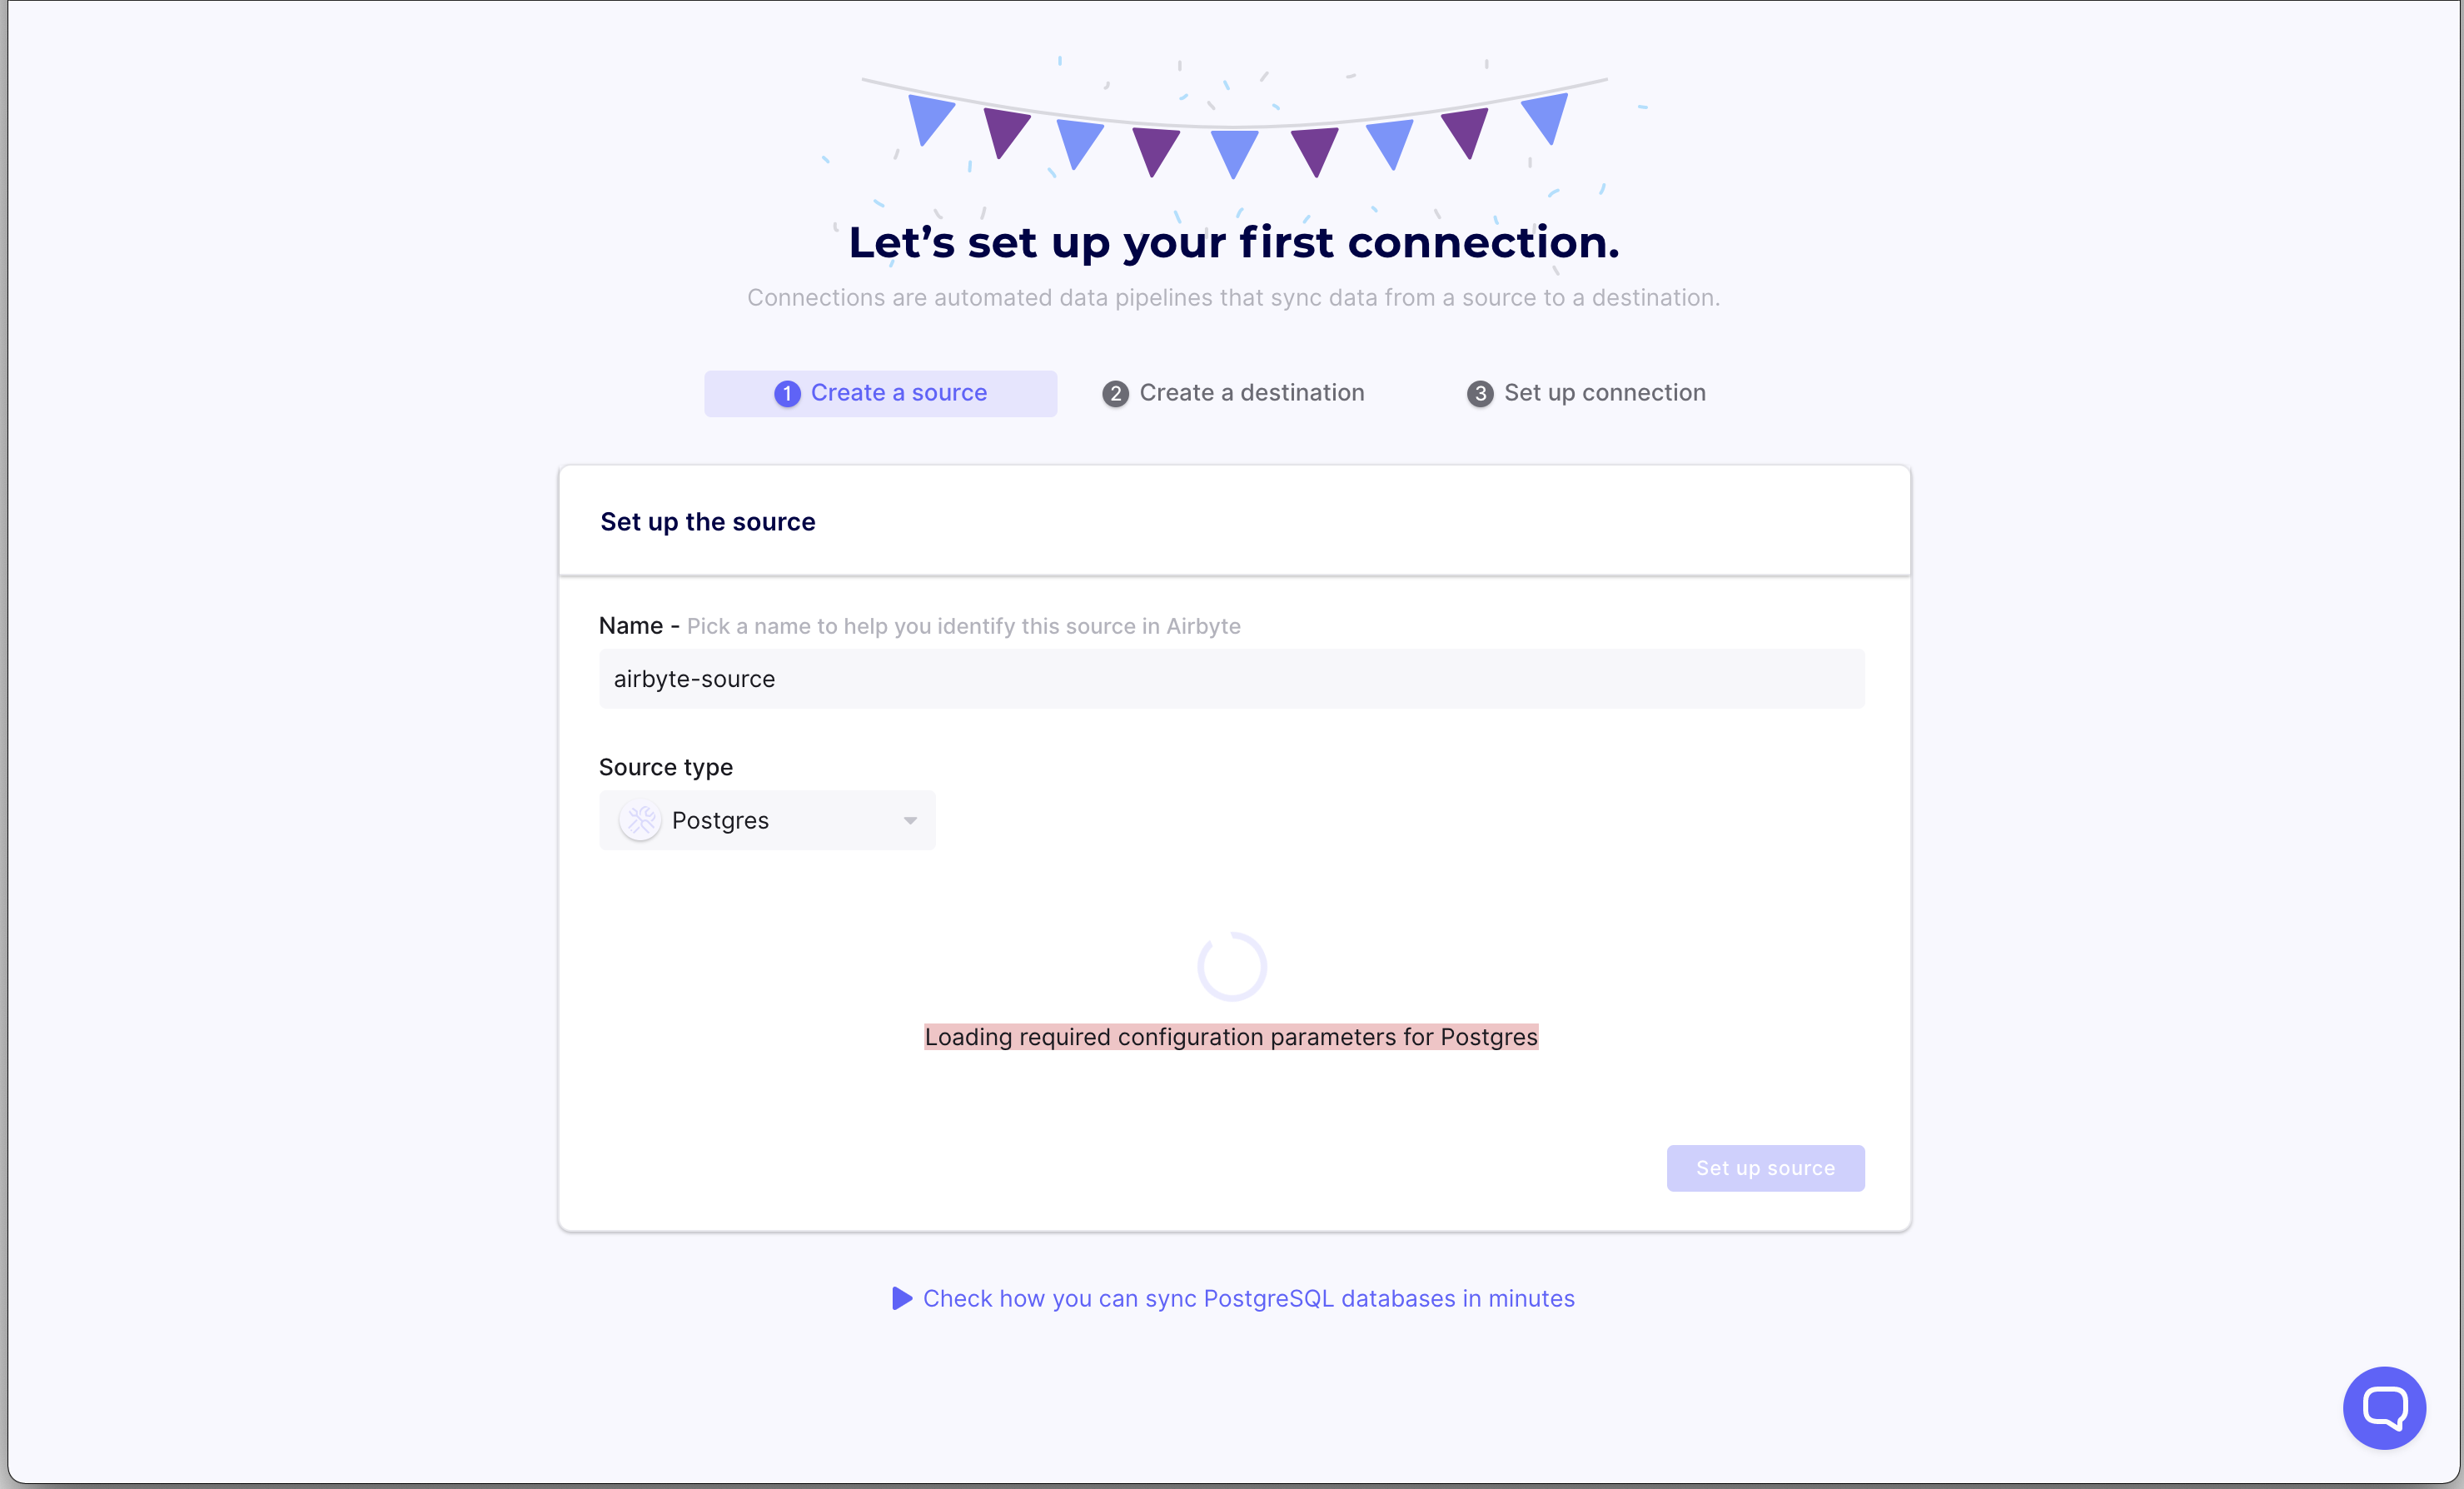 Let’s set up your first connection.
Connections are automated data pipelines that sync data from a source to a destination.
1 Create a source
2 Create a destination
3 Set up connection
Set up the source
Name - Pick a name to help you identify this source in Airbyte
airbyte-source
Source type
Postgres
Loading required configuration parameters for Postgres
Set up source
Check how you can sync PostgreSQL databases in minutes